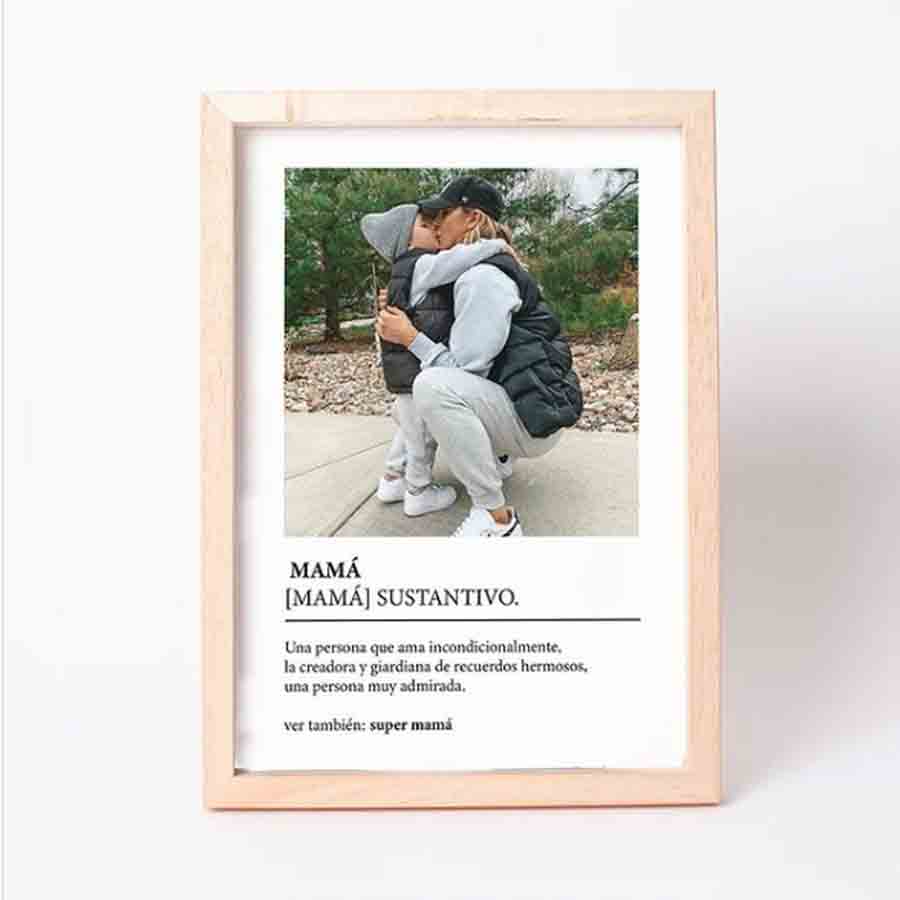 MAMÁ
[MAMÁ] SUSTANTIVO.
Una persona que ama incondicionalmente,
la creadora y giardiana de recuerdos hermosos,
una persona muy admirada.
ver también: super mamá